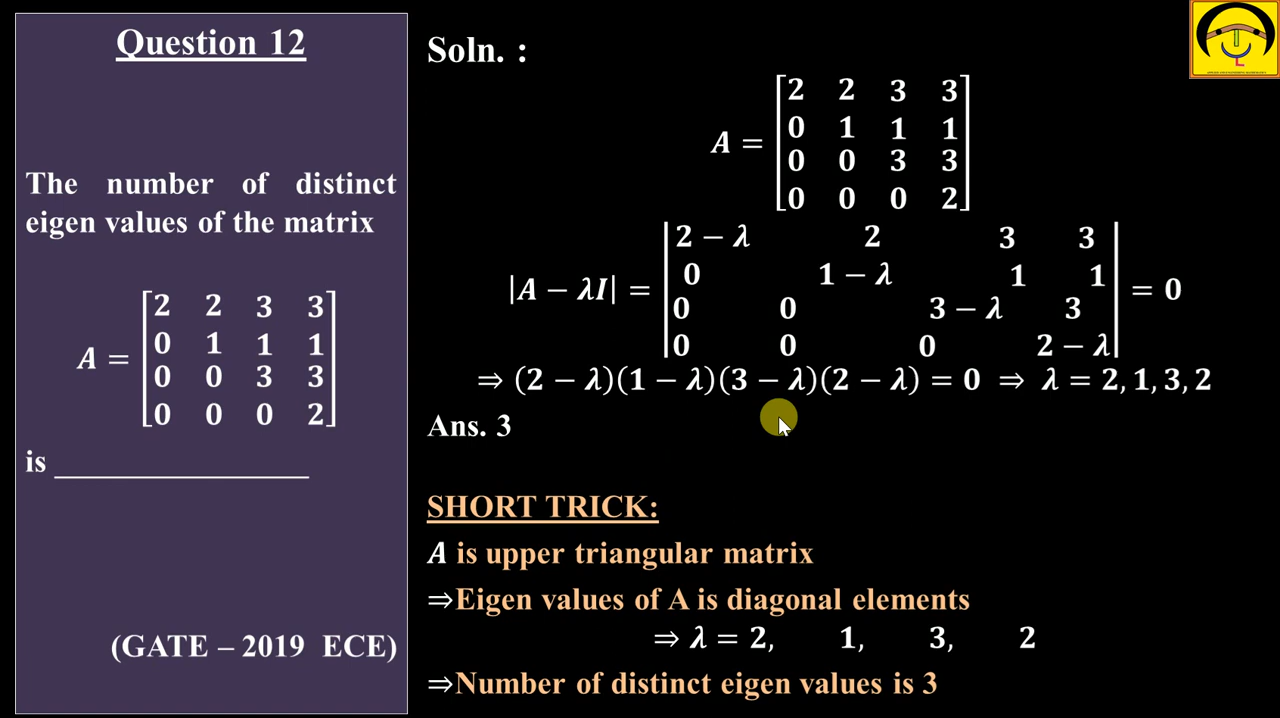 Question 12
The number of distinct
eigen values of the matrix
A = [2 2 3 3
0 1 1 1
0 0 3 3
0 0 0 2]
is ________________
(GATE – 2019 ECE)
Soln. :
A = [2 2 3 3
0 1 1 1
0 0 3 3
0 0 0 2]
|A − λI| = |2 − λ 2 3 3
0 1 − λ 1 1
0 0 3 − λ 3
0 0 0 2 − λ| = 0
⇒ (2 − λ)(1 − λ)(3 − λ)(2 − λ) = 0 ⇒ λ = 2, 1, 3, 2
Ans. 3
SHORT TRICK:
A is upper triangular matrix
⇒Eigen values of A is diagonal elements
⇒ λ = 2, 1, 3, 2
⇒Number of distinct eigen values is 3